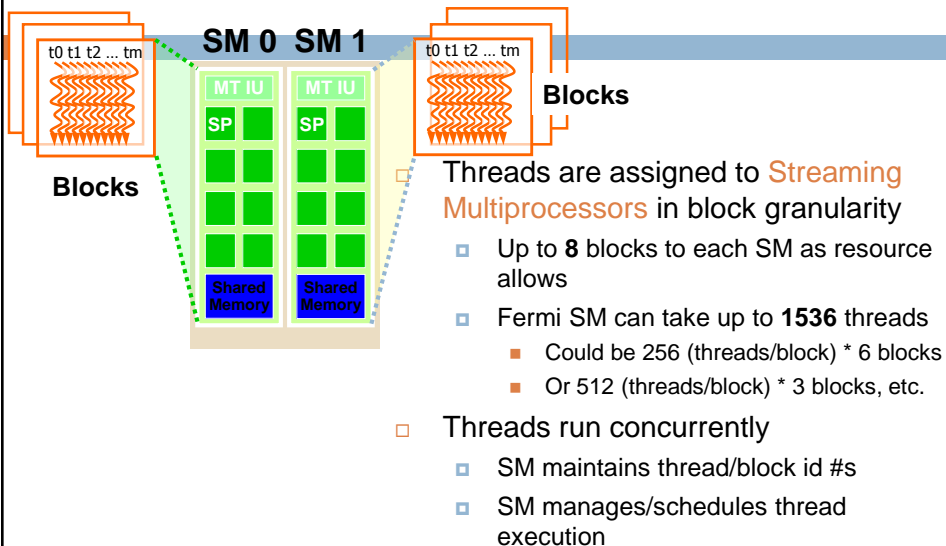 t0 t1 t2 ... tm
SM 0 SM 1
t0 t1 t2 ... tm
MT IU
MT IU
SP
SP
Shared
Memory
Shared
Memory
Blocks
Blocks
Threads are assigned to Streaming
Multiprocessors in block granularity
Up to 8 blocks to each SM as resource
allows
Fermi SM can take up to 1536 threads
Could be 256 (threads/block) * 6 blocks
Or 512 (threads/block) * 3 blocks, etc.
Threads run concurrently
SM maintains thread/block id #s
SM manages/schedules thread
execution